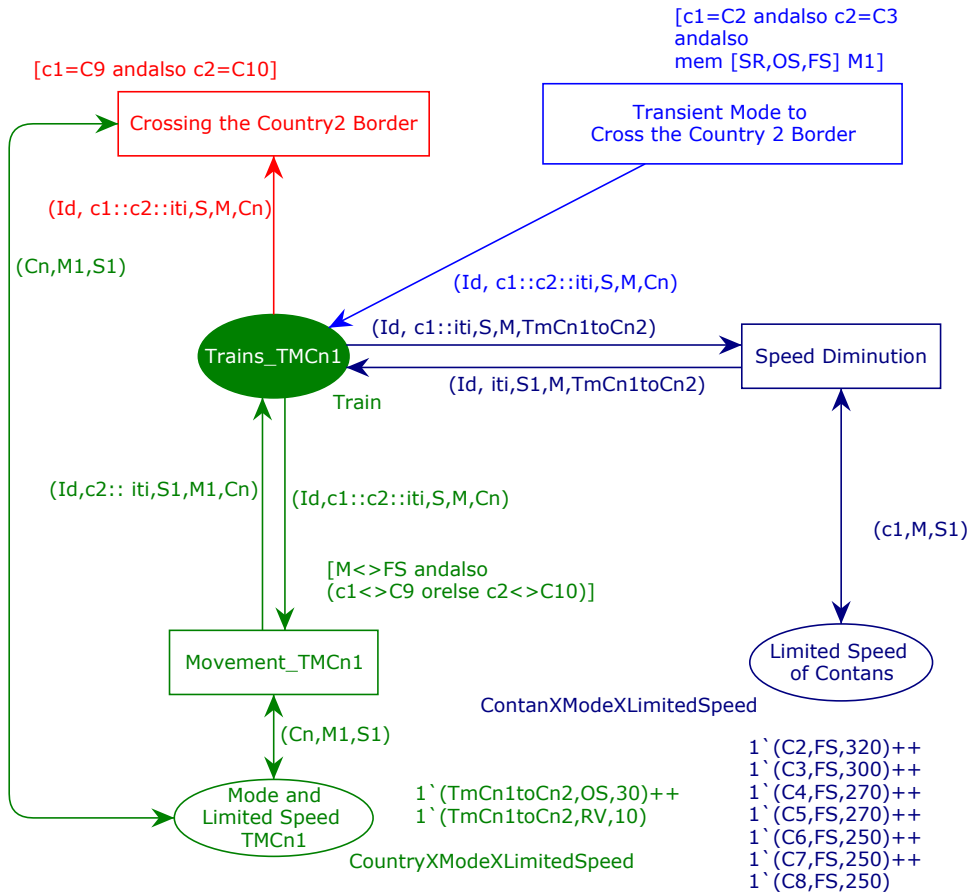 [c1=C2 andalso c2=C3
andalso
mem [SR,OS,FS] M1]
[c1=C9 andalso c2=C10]
Crossing the Country2 Border
Transient Mode to
Cross the Country 2 Border
(Id, c1::c2::iti,S,M,Cn)
(Cn,M1,S1)
(Id, c1::c2::iti,S,M,Cn)
(Id, c1::iti,S,M,TmCn1toCn2)
Trains_TMCn1
Speed Diminution
(Id, iti,S1,M,TmCn1toCn2)
Train
(Id,c2:: iti,S1,M1,Cn)
(Id,c1::c2::iti,S,M,Cn)
(c1,M,S1)
[M<>FS andalso
(c1<>C9 orelse c2<>C10)]
Movement_TMCn1
Limited Speed
of Contans
ContanXModeXLimitedSpeed
(Cn,M1,S1)
Mode and
Limited Speed
TMCn1
1`(TmCn1toCn2,OS,30)++
1`(TmCn1toCn2,RV,10)
CountryXModeXLimitedSpeed
1`(C2,FS,320)++
1`(C3,FS,300)++
1`(C4,FS,270)++
1`(C5,FS,270)++
1`(C6,FS,250)++
1`(C7,FS,250)++
1`(C8,FS,250)